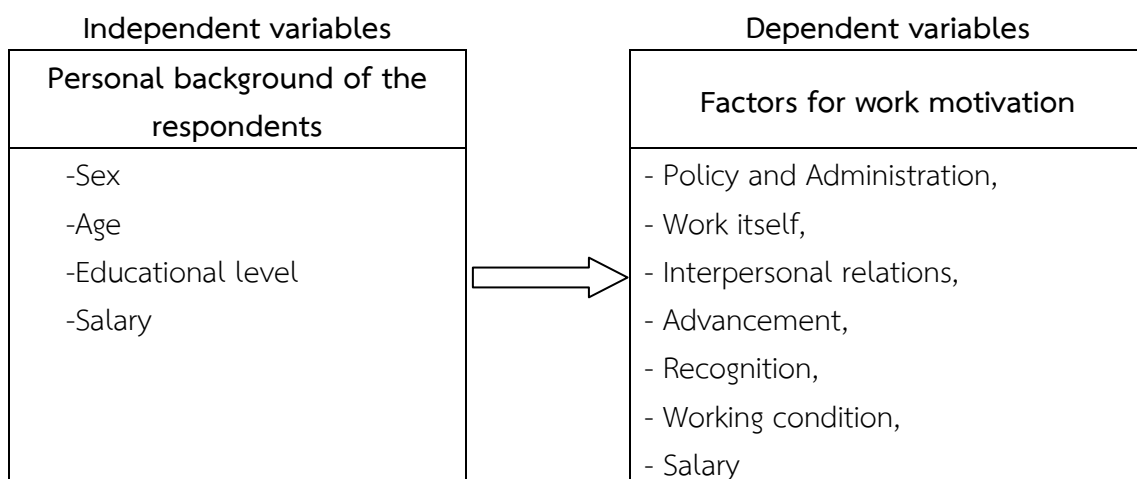 Independent variables
Personal background of the
respondents
-Sex
-Age
-Educational level
-Salary
Dependent variables
Factors for work motivation
- Policy and Administration,
- Work itself,
- Interpersonal relations,
- Advancement,
- Recognition,
- Working condition,
- Salary